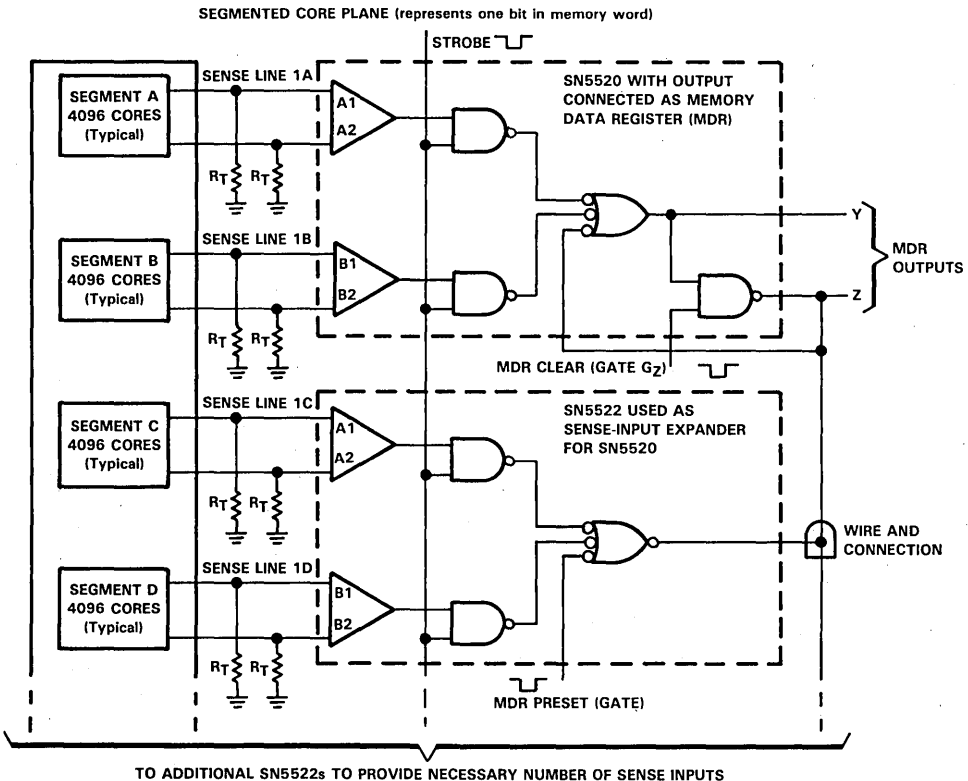 SEGMENTED CORE PLANE (represents one bit in memory word)
STROBE
SENSE LINE 1A
SEGMENT A
4096 CORES
(Typical)
A1
A2
RT
RT
SN5520 WITH OUTPUT
CONNECTED AS MEMORY
DATA REGISTER (MDR)
SENSE LINE 1B
SEGMENT B
4096 CORES
(Typical)
B1
B2
RT
RT
Y
MDR
OUTPUTS
Z
MDR CLEAR (GATE GZ)
SENSE LINE 1C
SEGMENT C
4096 CORES
(Typical)
A1
A2
RT
RT
SN5522 USED AS
SENSE-INPUT EXPANDER
FOR SN5520
WIRE AND
CONNECTION
SENSE LINE 1D
SEGMENT D
4096 CORES
(Typical)
B1
B2
RT
RT
MDR PRESET (GATE)
TO ADDITIONAL SN5522s TO PROVIDE NECESSARY NUMBER OF SENSE INPUTS